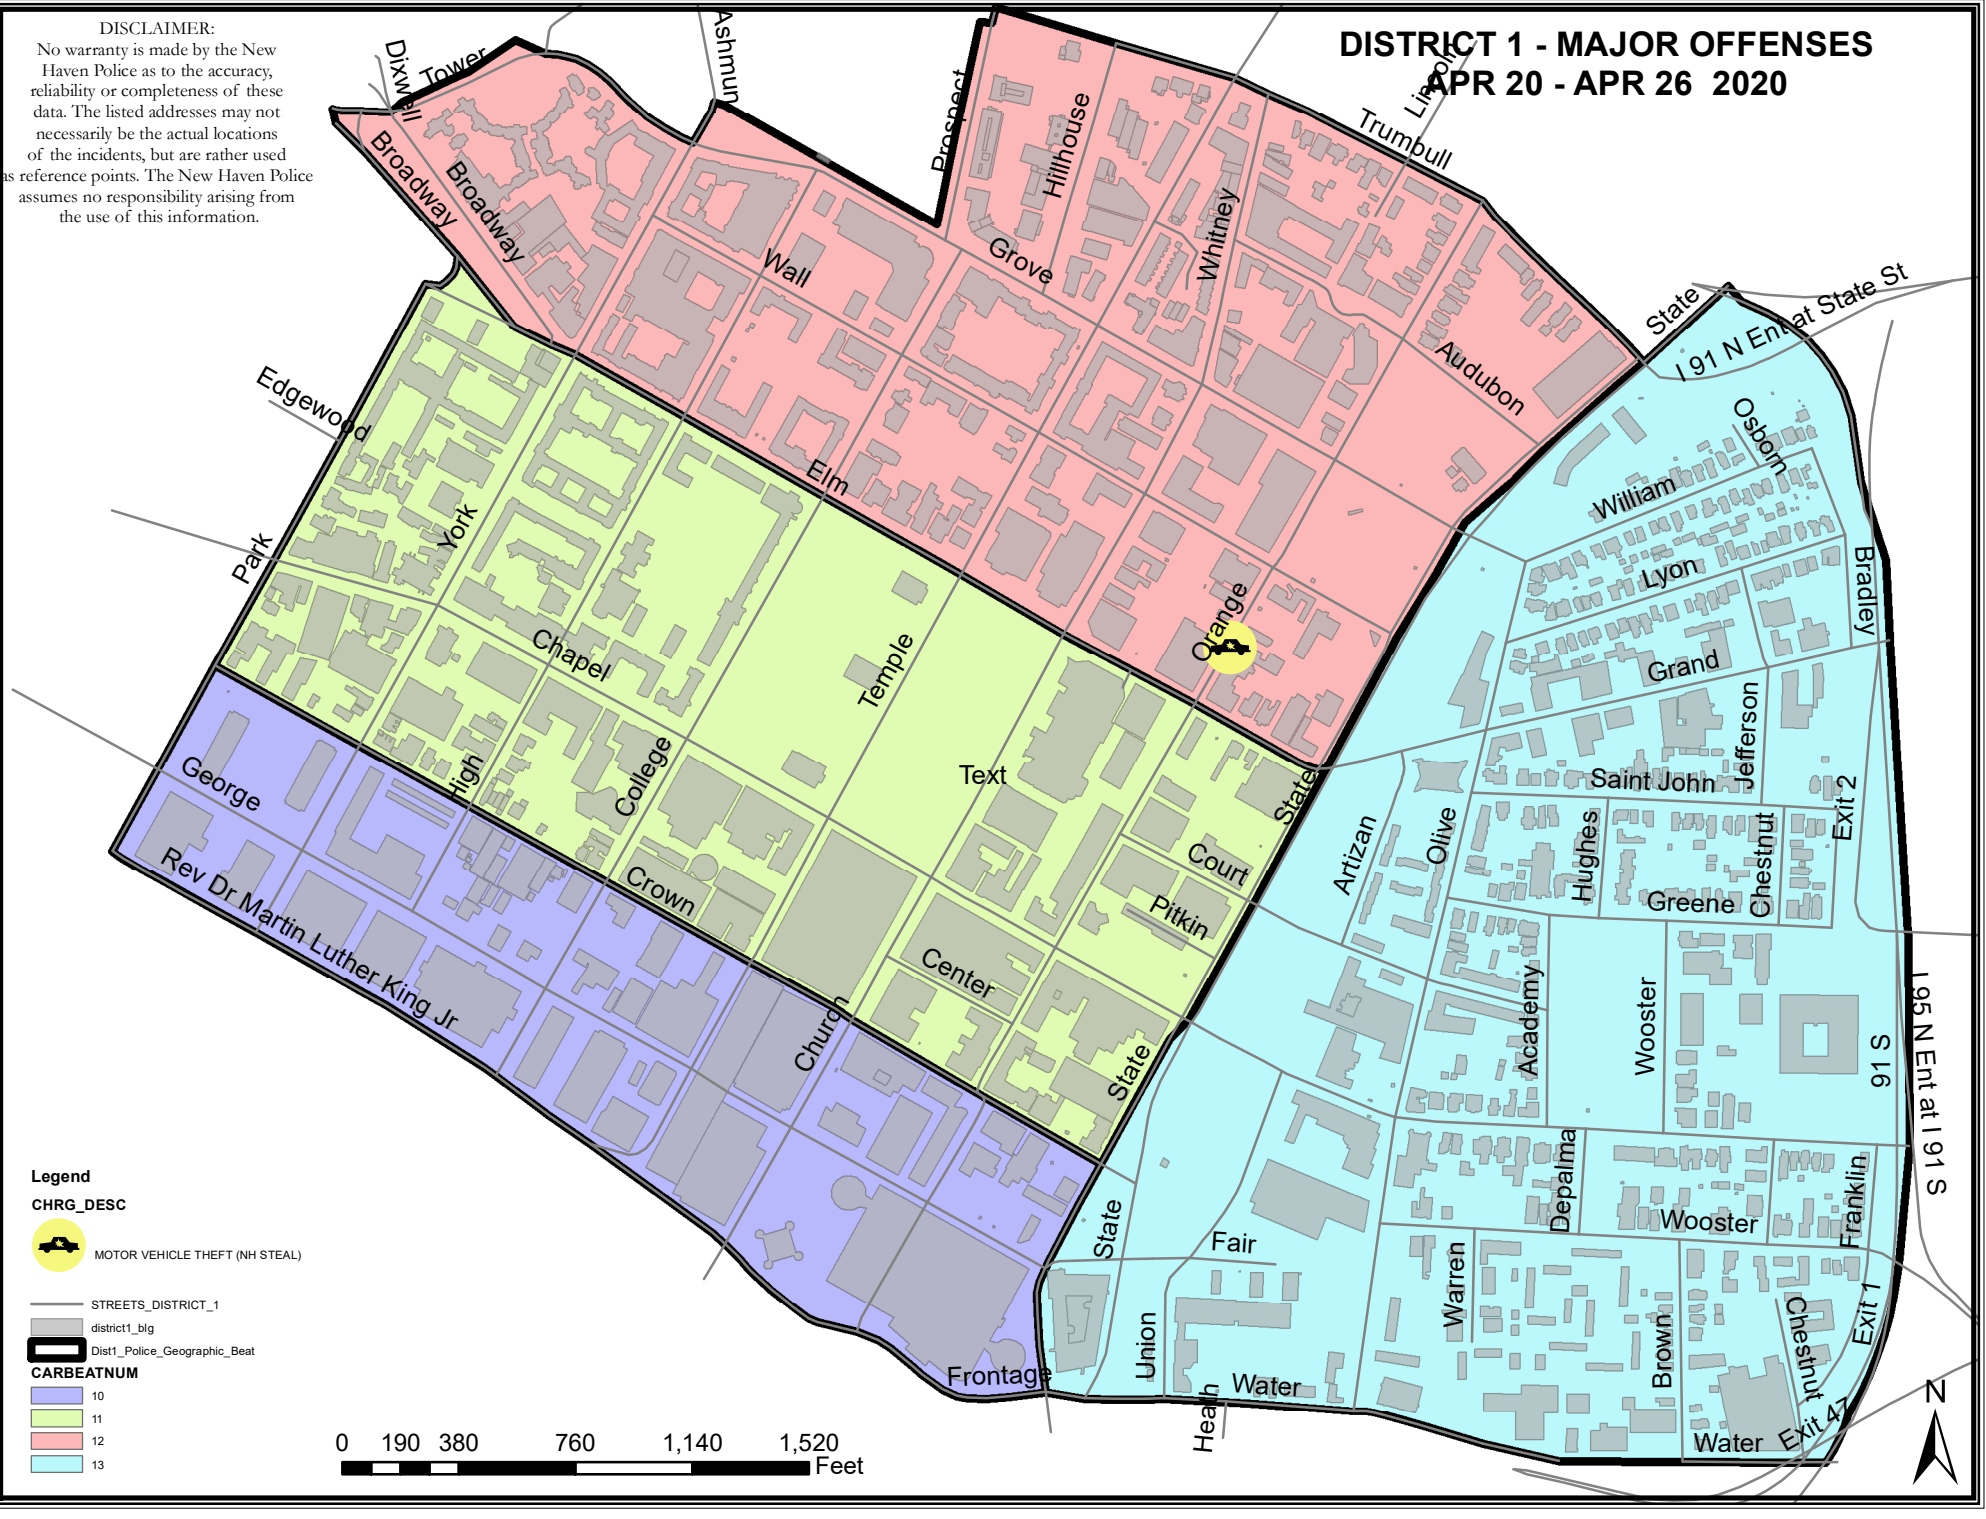 DISCLAIMER:
No warranty is made by the New
Haven Police as to the accuracy,
reliability or completeness of these
data. The listed addresses may not
necessarily be the actual locations
of the incidents, but are rather used
as reference points. The New Haven Police
assumes no responsibility arising from
the use of this information.
DISTRICT 1 - MAJOR OFFENSES
APR 20 - APR 26 2020
Dixwell
Tower
Ashmun
Prospect
Hillhouse
Lincoln
Trumbull
Broadway
Broadway
Wall
Grove
Whitney
State
I 91 N Ent at State St
Audubon
Edgewood
Osborn
Elm
William
York
Park
Lyon
Bradley
Orange
Chapel
Temple
Grand
Jefferson
High
College
Text
State
Saint John
Exit 2
George
Artizan
Olive
Hughes
Chestnut
Court
Crown
Greene
Pitkin
Rev Dr Martin Luther King Jr
Center
Church
Academy
Wooster
State
91 S
I 95 N Ent at I 91 S
Depalma
Franklin
State
Fair
Wooster
Warren
Union
Brown
Chestnut
Exit 1
Frontage
Water
Heath
Water
Exit 47
N
Legend
CHRG_DESC
MOTOR VEHICLE THEFT (NH STEAL)
STREETS_DISTRICT_1
district1_blg
Dist1_Police_Geographic_Beat
CARBEATNUM
10
11
12
13
0 190 380 760 1,140 1,520
Feet